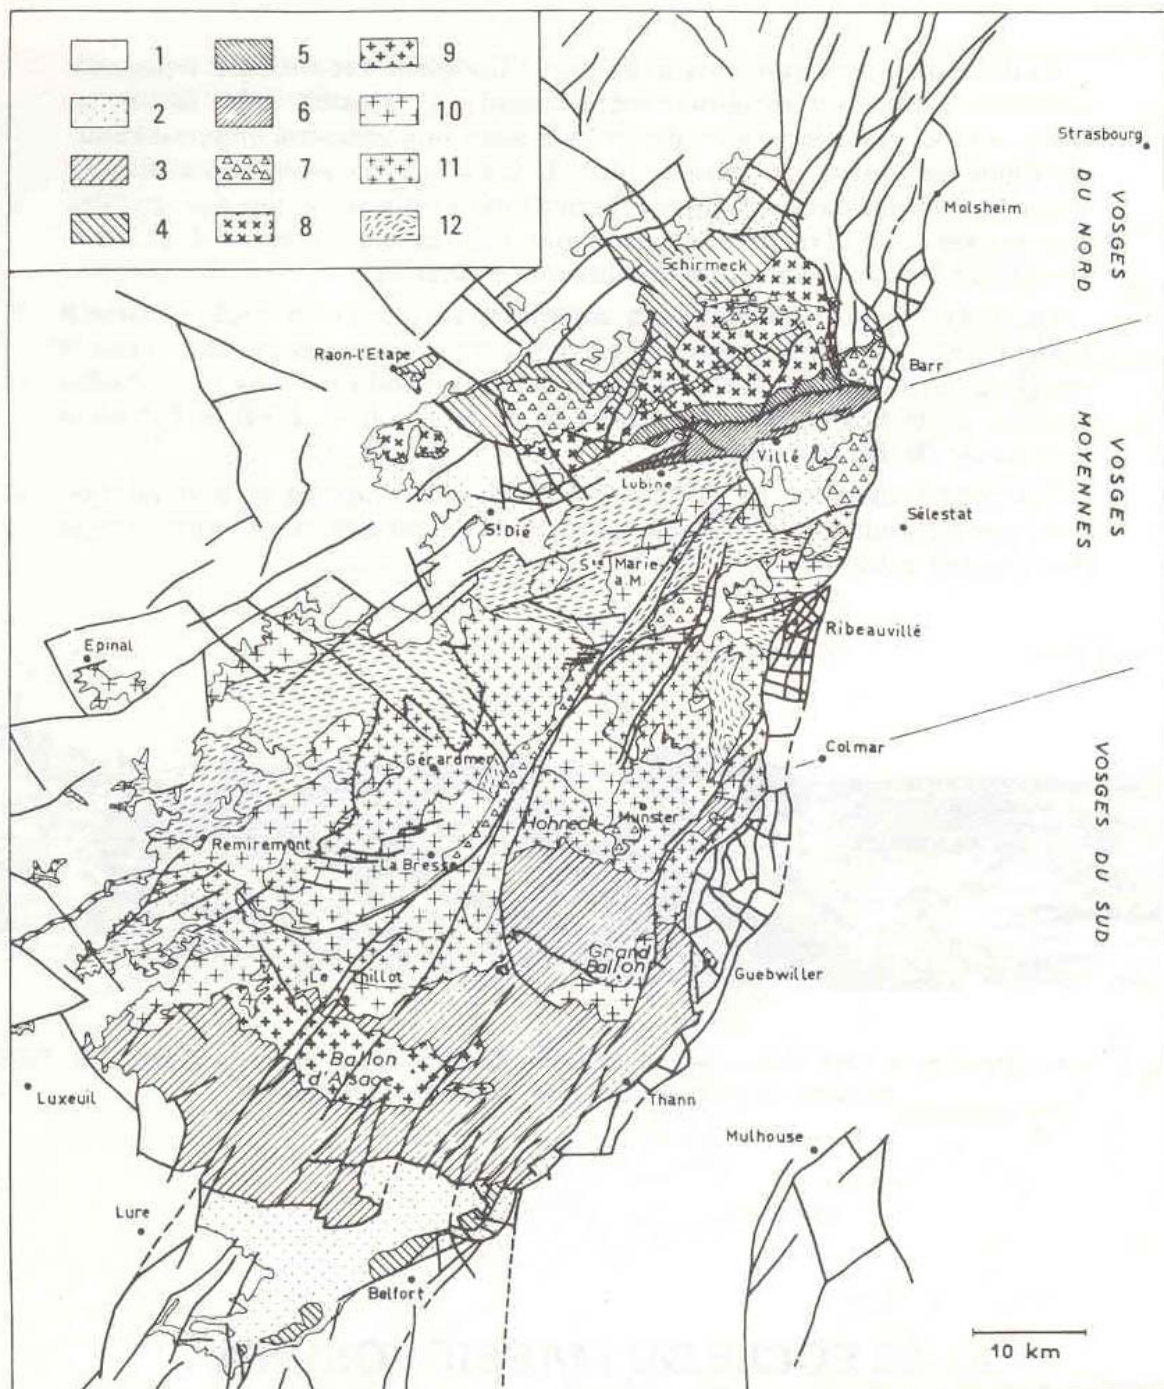 1 5 9
2 6 10
3 7 11
4 8 12
Strasbourg
Molsheim
VOSGES
DU NORD
Schirmeck
Raon-l'Etape
Barr
VOSGES
MOYENNES
Villé
Lubine
Sélestat
St Dié
Ste Marie-
a.M.
Ribeauvillé
Epinal
Colmar
Gérardmer
VOSGES DU SUD
Hohneck
Munster
Remiremont
La Bresse
Grand
Ballon
Guebwiller
Le Thillot
Ballon
d'Alsace
Luxeuil
Thann
Mulhouse
Lure
Belfort
10 km